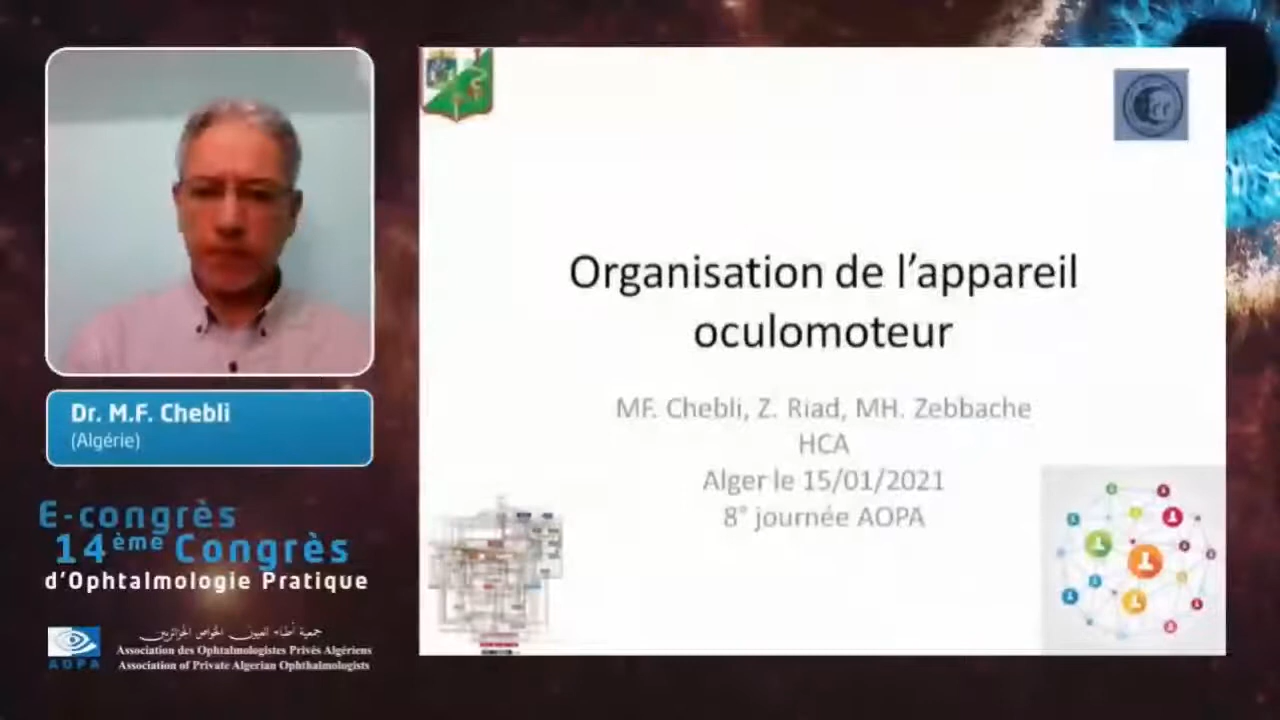 Dr. M.F. Chebli
(Algérie)
E-congrès
14ème Congrès
d'Ophtalmologie Pratique
جمعية أطباء العيون الخواص الجزائريين
AOPA
Association des Ophtalmologistes Privés Algériens
Association of Private Algerian Ophthalmologists
Organisation de l'appareil
oculomoteur
MF. Chebli, Z. Riad, MH. Zebbache
HCA
Alger le 15/01/2021
8° journée AOPA